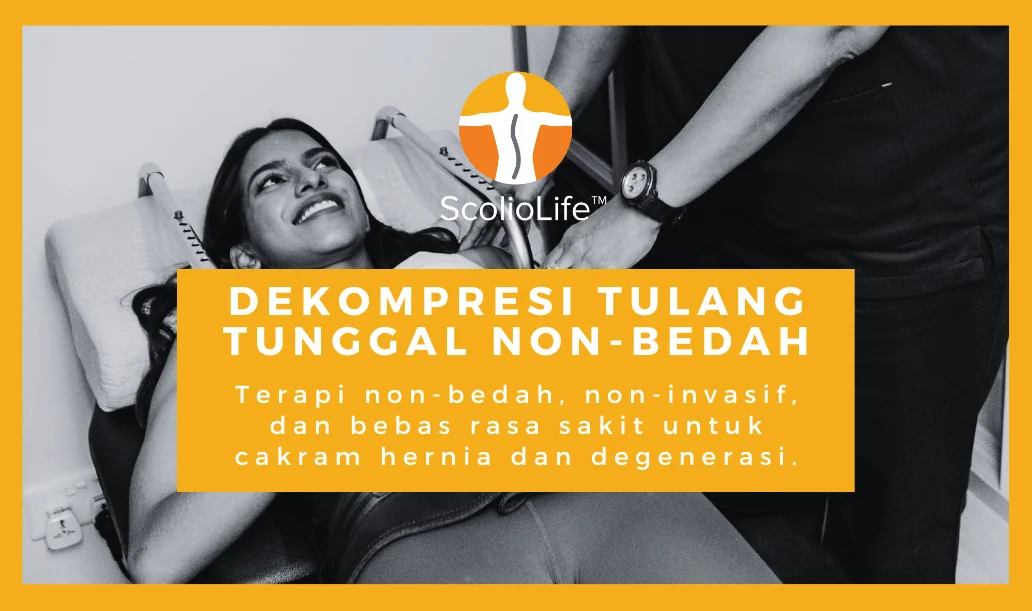 ScolioLife™
DEKOMPRESI TULANG
TUNGGAL NON-BEDAH
Terapi non-bedah, non-invasif,
dan bebas rasa sakit untuk
cakram hernia dan degenerasi.